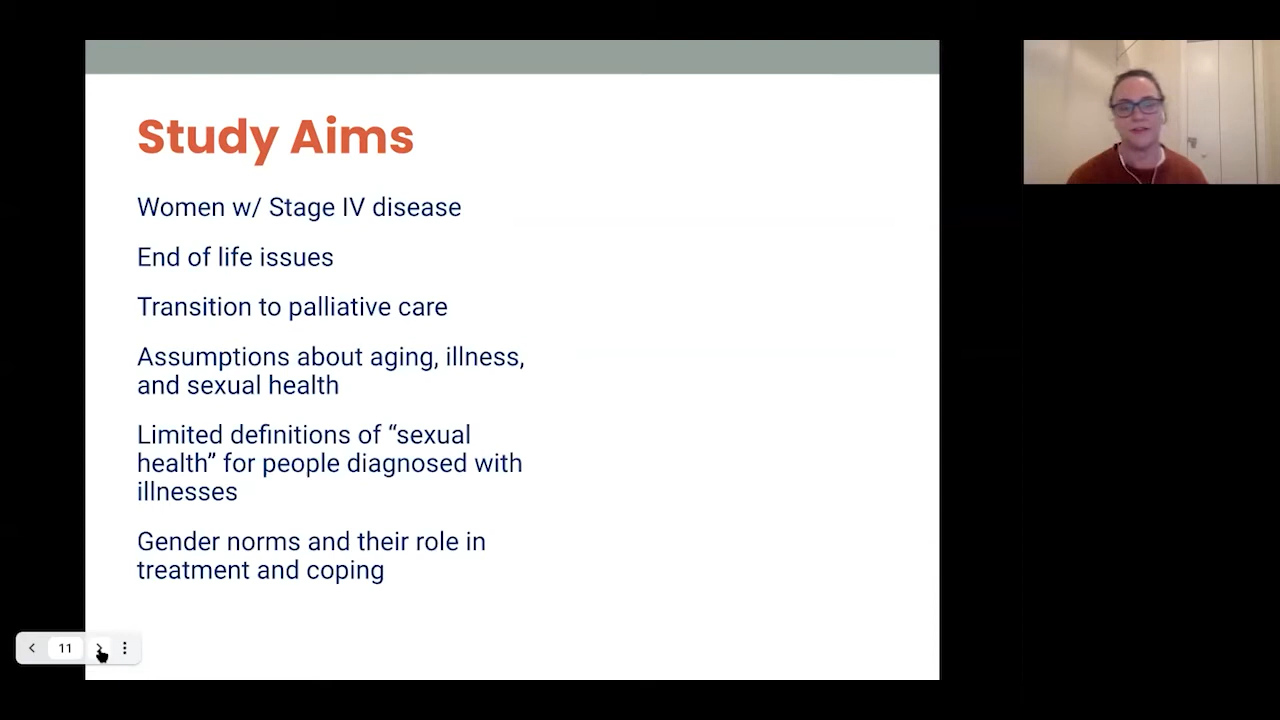 Study Aims
Women w/ Stage IV disease
End of life issues
Transition to palliative care
Assumptions about aging, illness,
and sexual health
Limited definitions of “sexual
health” for people diagnosed with
illnesses
Gender norms and their role in
treatment and coping
11